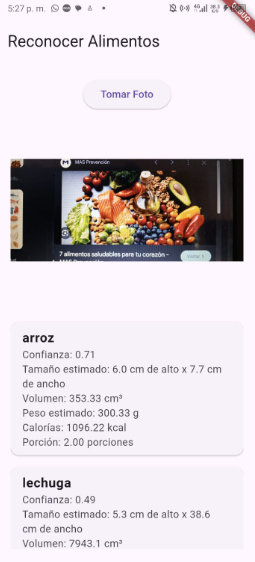 5:27 p. m.
DEBUG
Reconocer Alimentos
Tomar Foto
MAS Prevención
7 alimentos saludables para tu corazón -
Visitar >
arroz
Confianza: 0.71
Tamaño estimado: 6.0 cm de alto x 7.7 cm
de ancho
Volumen: 353.33 cm³
Peso estimado: 300.33 g
Calorías: 1096.22 kcal
Porción: 2.00 porciones
lechuga
Confianza: 0.49
Tamaño estimado: 5.3 cm de alto x 38.6
cm de ancho
Volumen: 7943.1 cm³